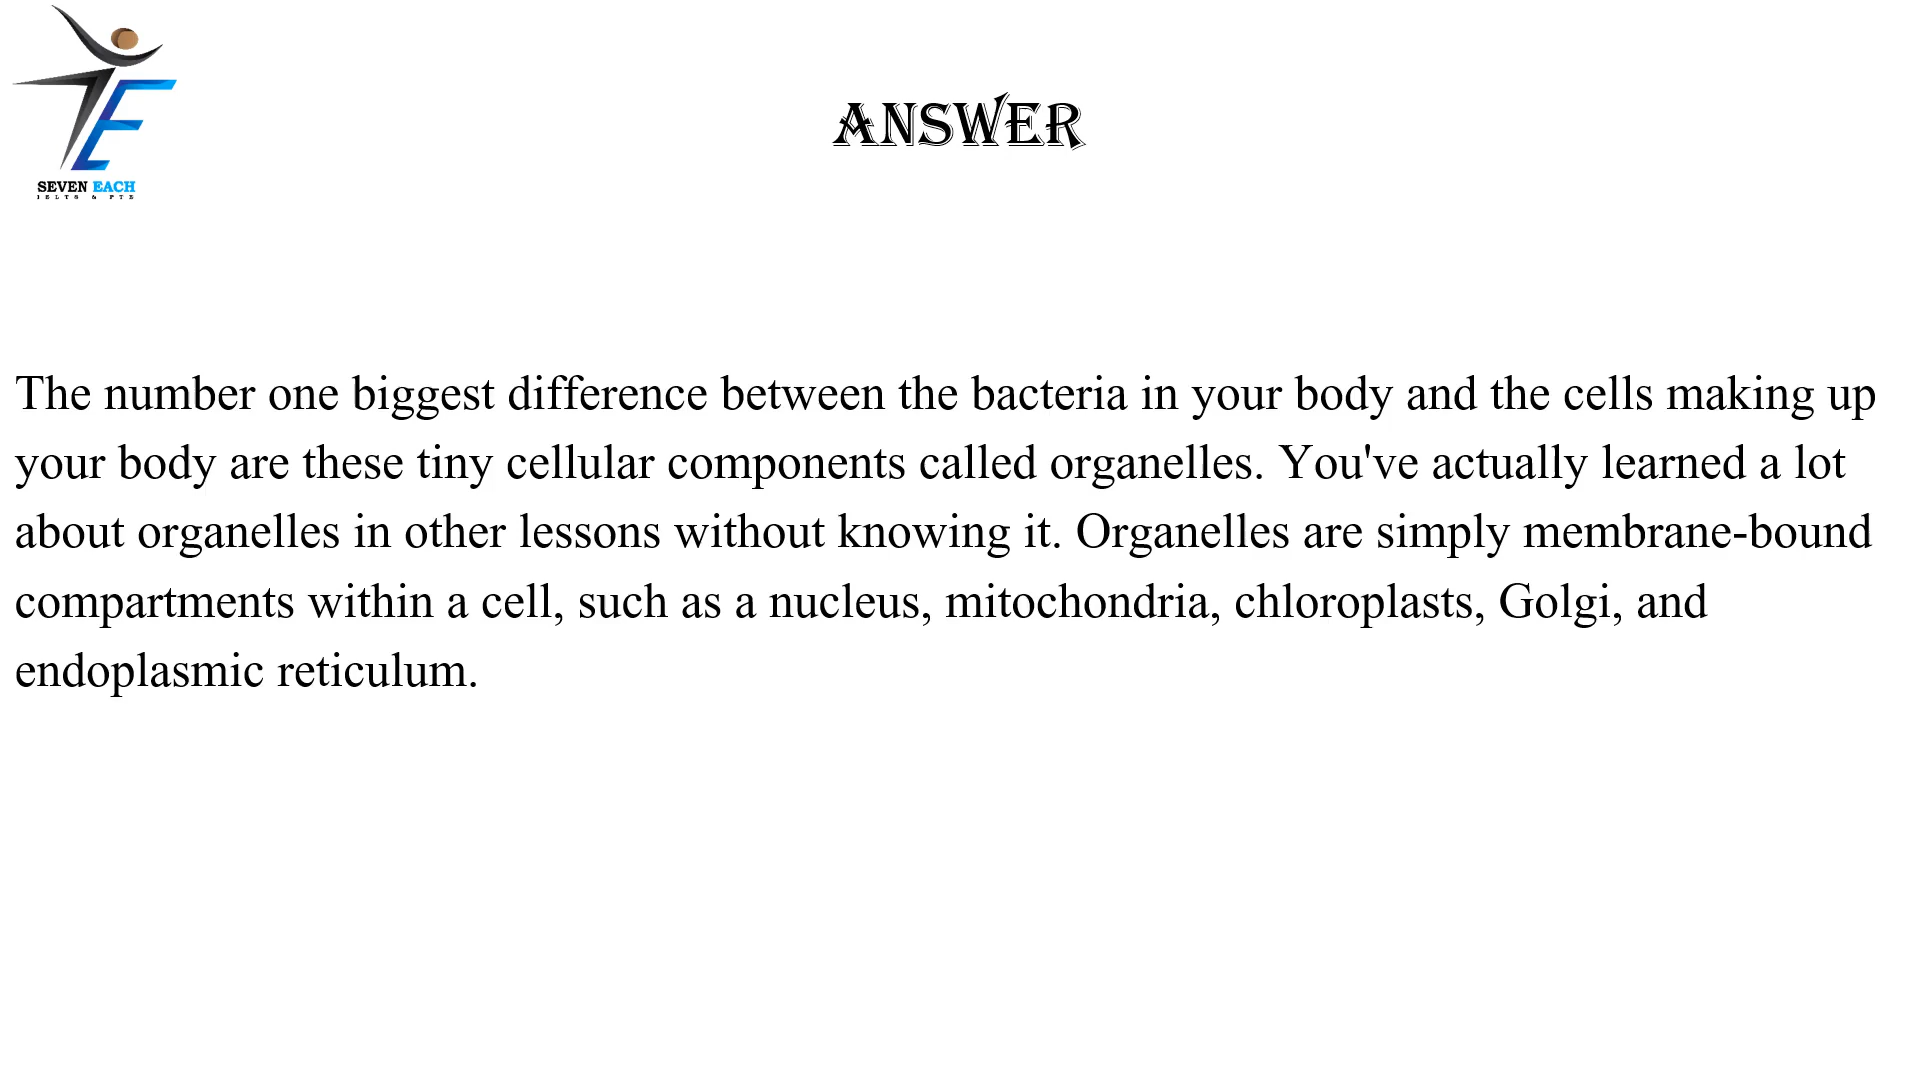 SEVEN EACH
IELTS & PTE
ANSWER
The number one biggest difference between the bacteria in your body and the cells making up
your body are these tiny cellular components called organelles. You've actually learned a lot
about organelles in other lessons without knowing it. Organelles are simply membrane-bound
compartments within a cell, such as a nucleus, mitochondria, chloroplasts, Golgi, and
endoplasmic reticulum.